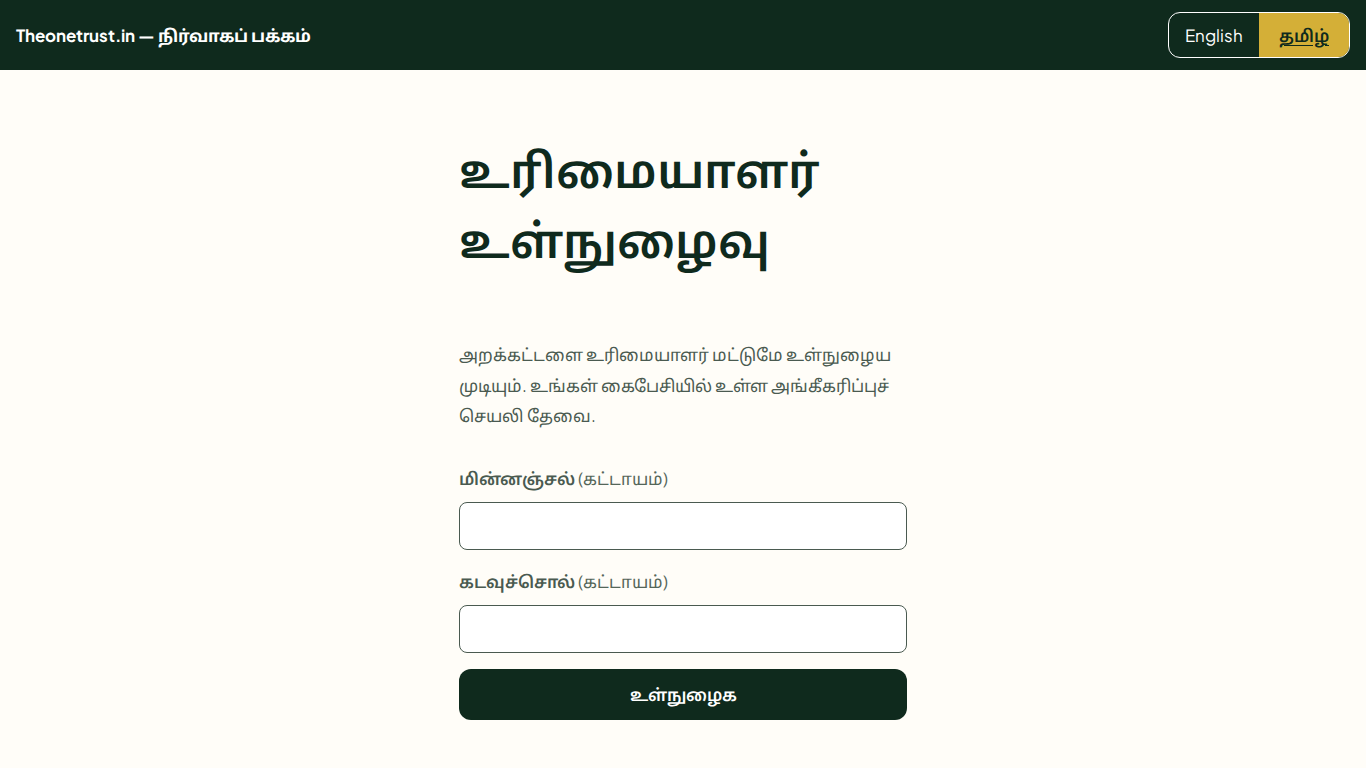 Theonetrust.in — நிர்வாகப் பக்கம்
English
தமிழ்
உரிமையாளர்
உள்நுழைவு
அறக்கட்டளை உரிமையாளர் மட்டுமே உள்நுழைய
முடியும். உங்கள் கைபேசியில் உள்ள அங்கீகரிப்புச்
செயலி தேவை.
மின்னஞ்சல் (கட்டாயம்)
கடவுச்சொல் (கட்டாயம்)
உள்நுழைக